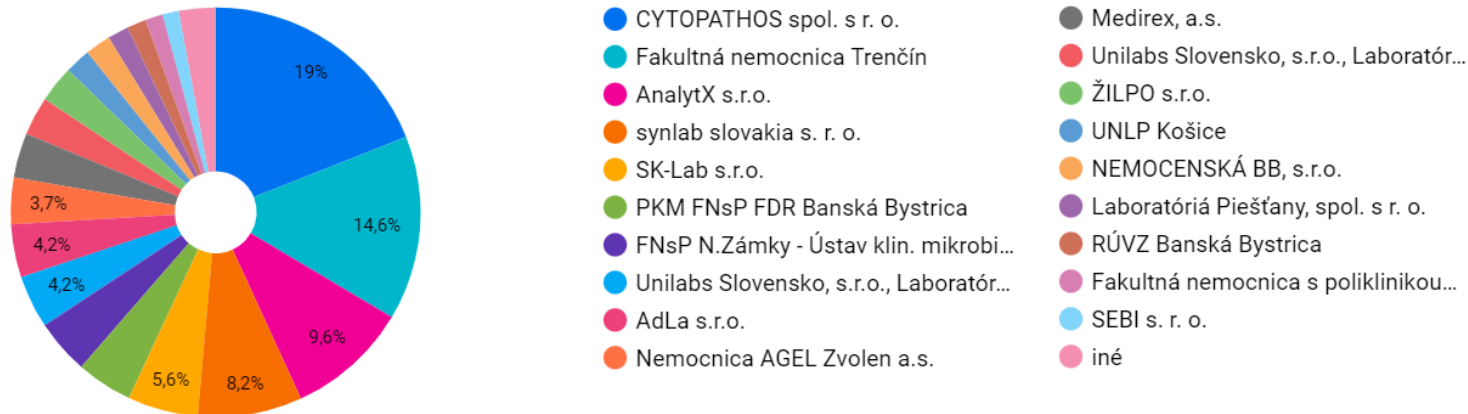 19%
14,6%
9,6%
8,2%
5,6%
4,2%
4,2%
3,7%
CYTOPATHOS spol. s r. o.
Fakultná nemocnica Trenčín
AnalytX s.r.o.
synlab slovakia s. r. o.
SK-Lab s.r.o.
PKM FNsP FDR Banská Bystrica
FNsP N.Zámky - Ústav klin. mikrobi...
Unilabs Slovensko, s.r.o., Laboratór...
AdLa s.r.o.
Nemocnica AGEL Zvolen a.s.
Medirex, a.s.
Unilabs Slovensko, s.r.o., Laboratór...
ŽILPO s.r.o.
UNLP Košice
NEMOCENSKÁ BB, s.r.o.
Laboratóriá Piešťany, spol. s r. o.
RÚVZ Banská Bystrica
Fakultná nemocnica s poliklinikou...
SEBI s. r. o.
iné